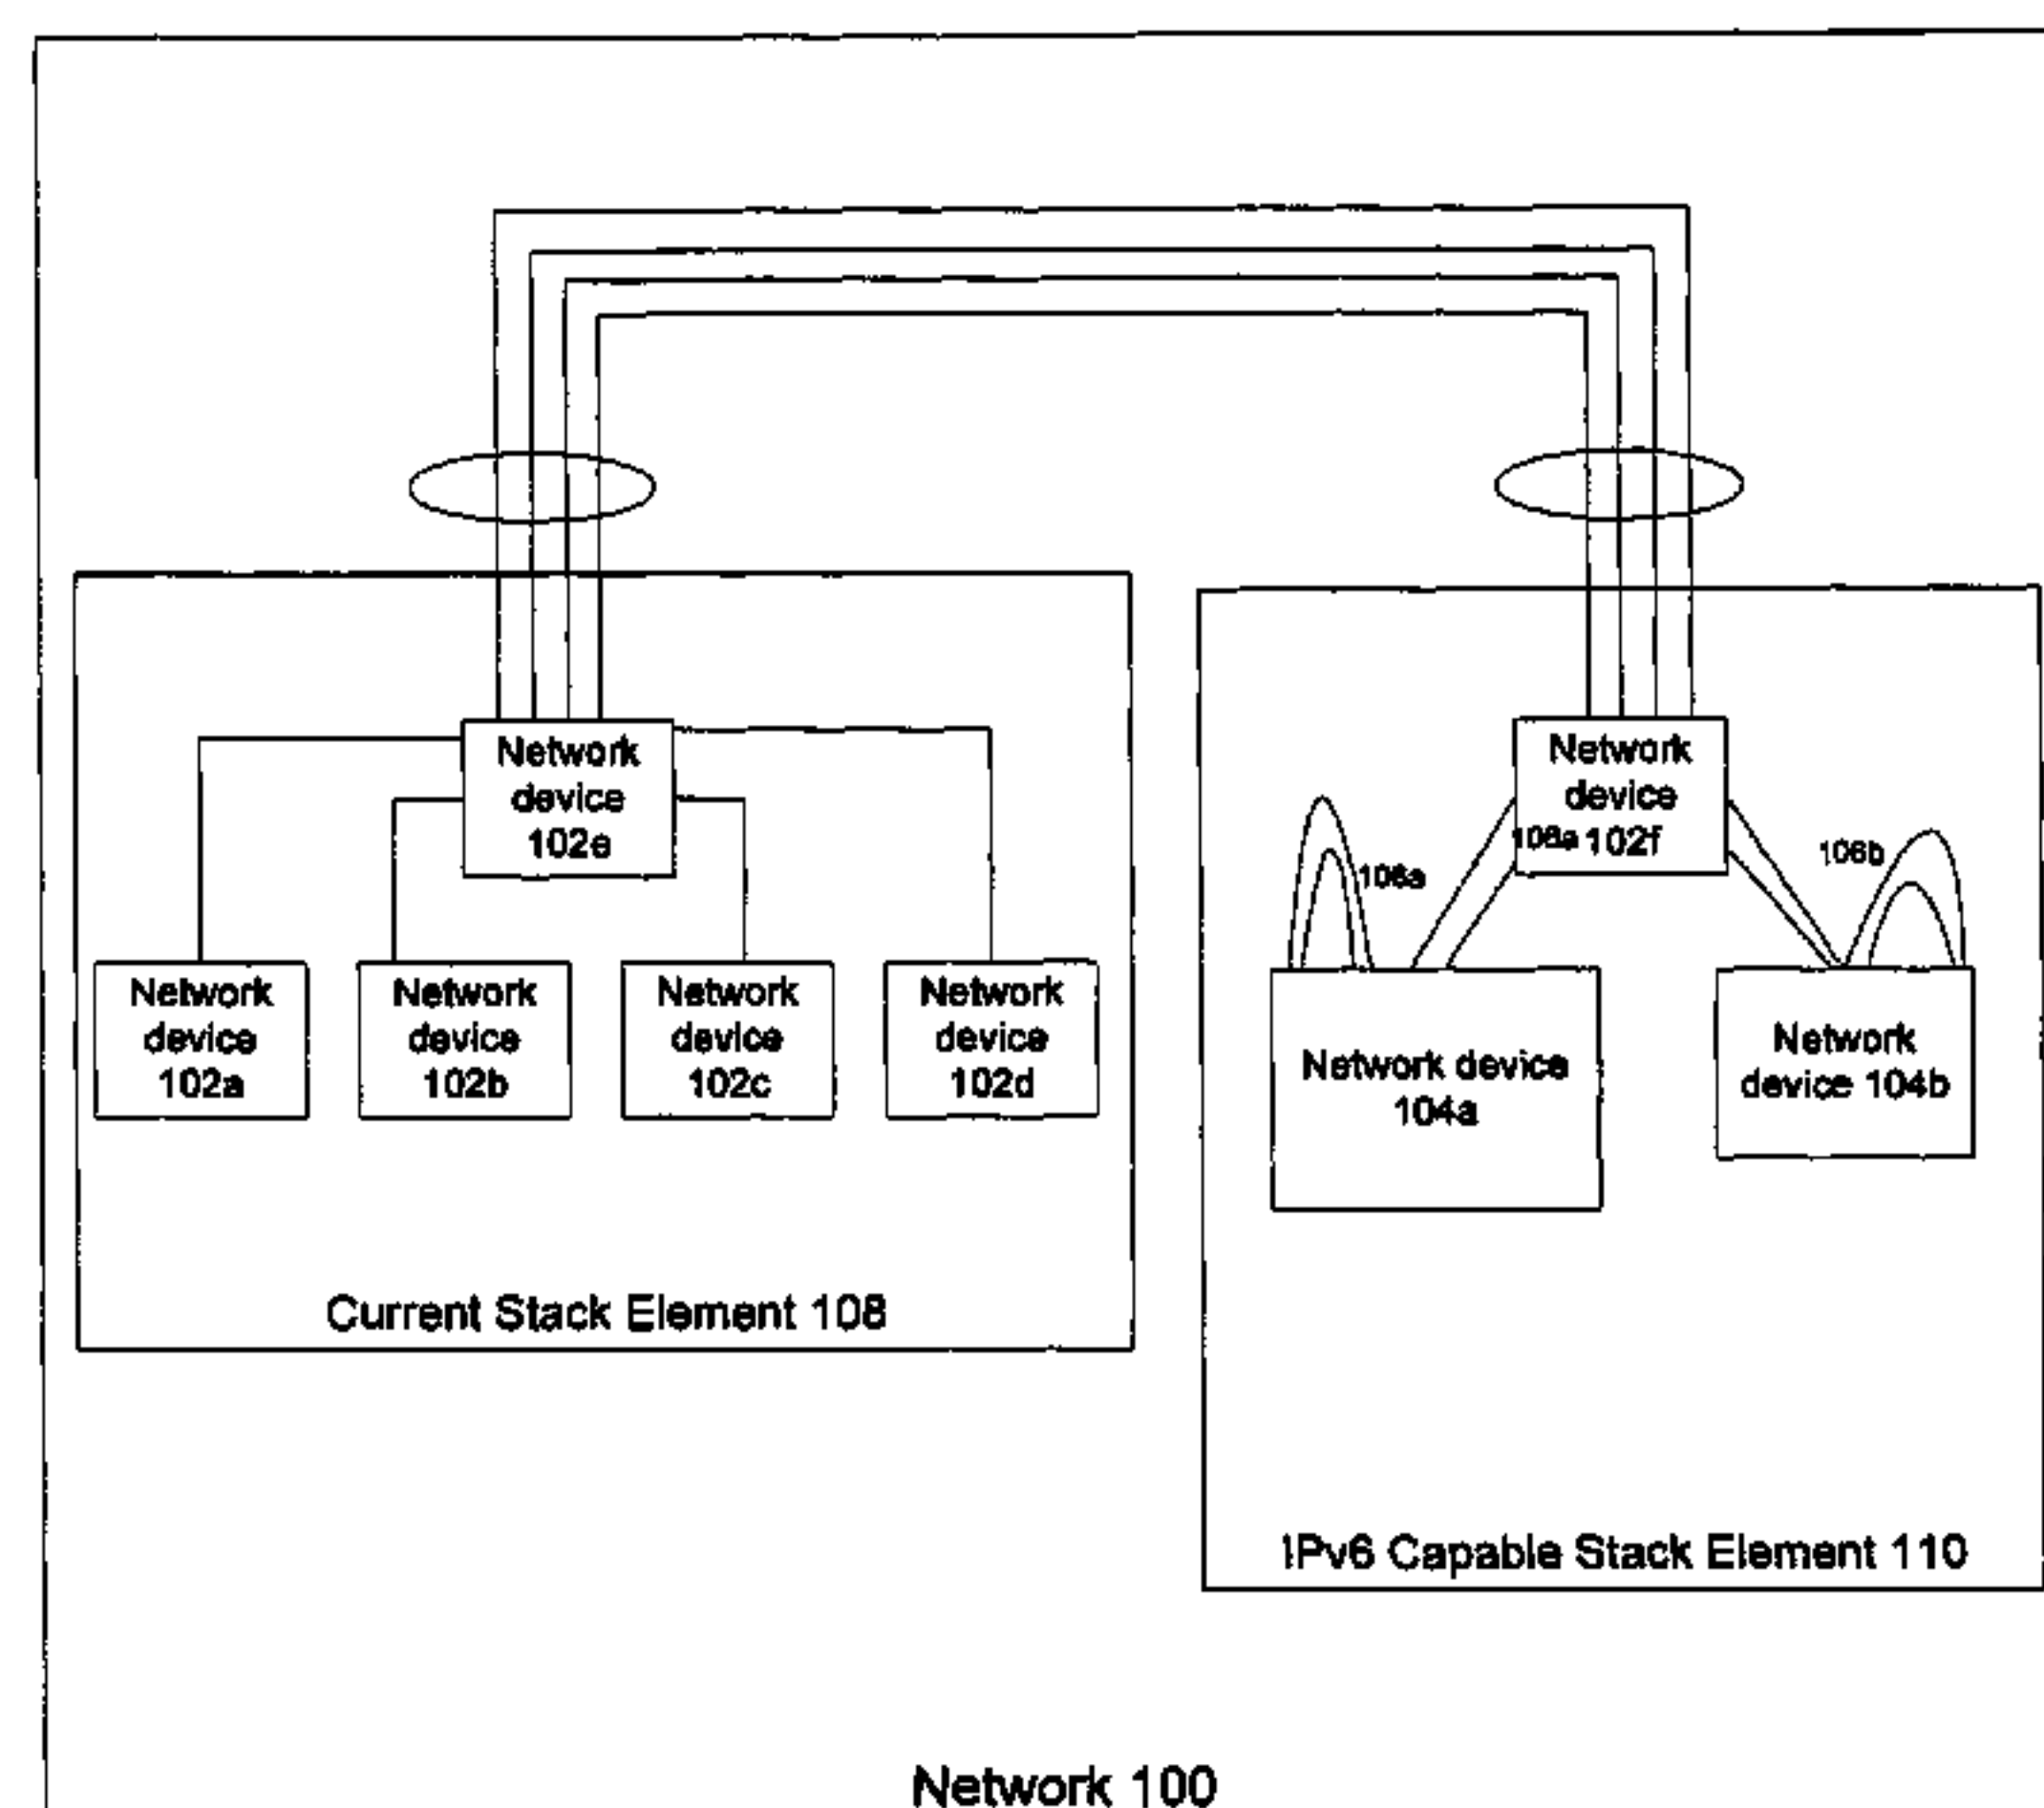 Network
device
102e
Network
device
102a
Network
device
102b
Network
device
102c
Network
device
102d
Current Stack Element 108
Network
device
106a 102f
106a
106b
Network device
104a
Network
device 104b
IPv6 Capable Stack Element 110
Network 100